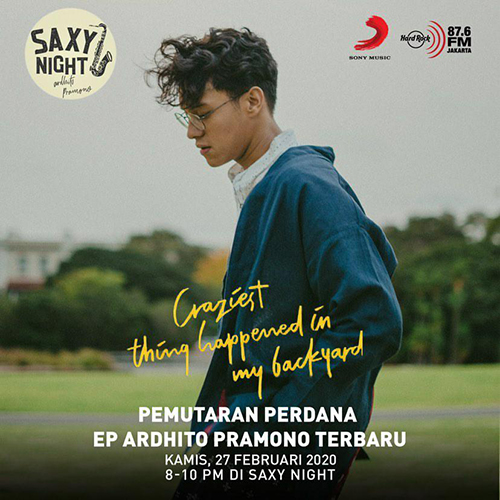 SAXY
NIGHT
ardhito
Pramono
SONY MUSIC
Hard Rock
87.6
FM
JAKARTA
Craziest
thing happened in
my backyard
PEMUTARAN PERDANA
EP ARDHITO PRAMONO TERBARU
KAMIS, 27 FEBRUARI 2020
8-10 PM DI SAXY NIGHT